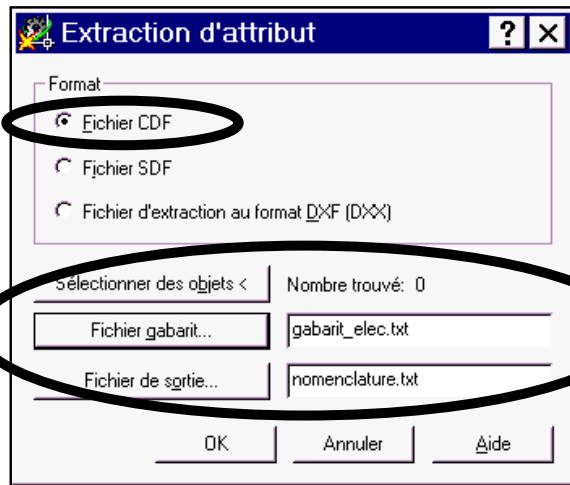 Extraction d'attribut
Format
Fichier CDF
Fichier SDF
Fichier d'extraction au format DXF (DXX)
Sélectionner des objets < Nombre trouvé: 0
Fichier gabarit... gabarit_elec.txt
Fichier de sortie... nomenclature.txt
OK Annuler Aide